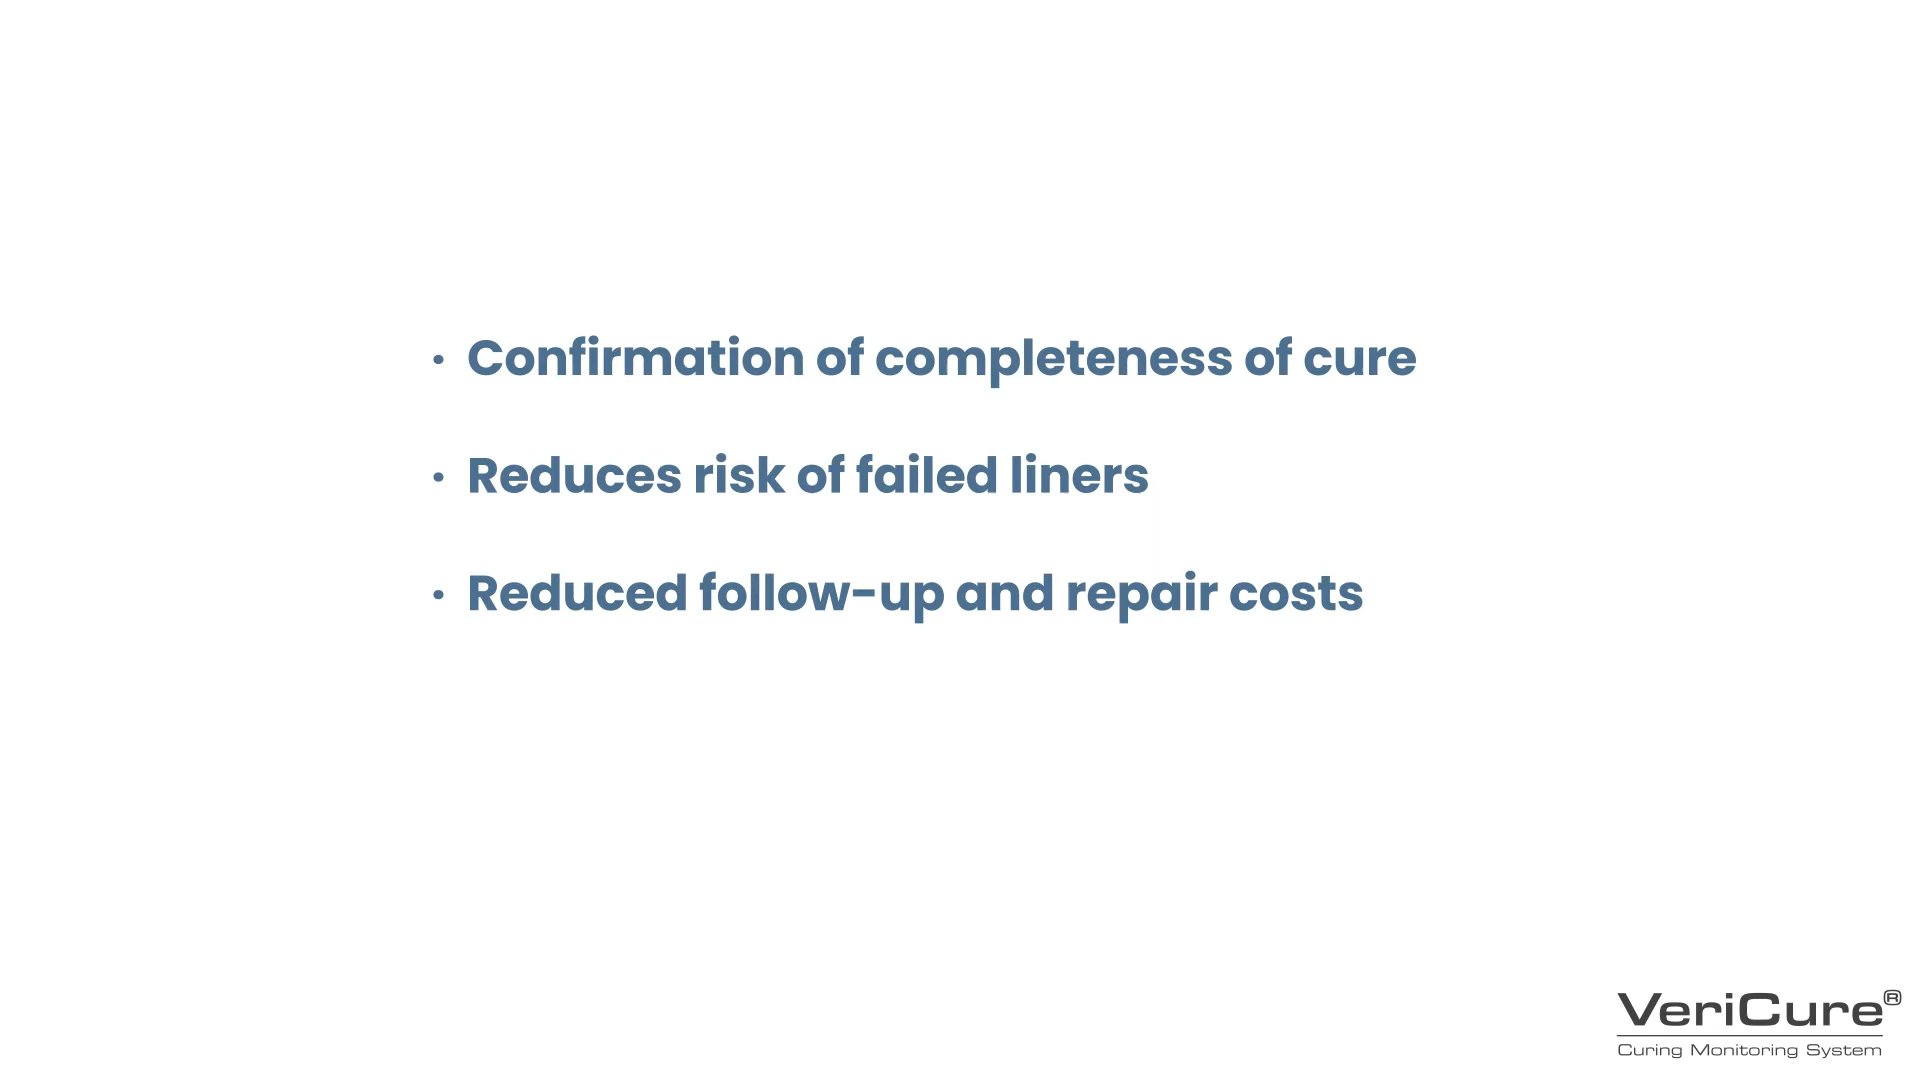 · Confirmation of completeness of cure
· Reduces risk of failed liners
· Reduced follow-up and repair costs
VeriCure®
Curing Monitoring System